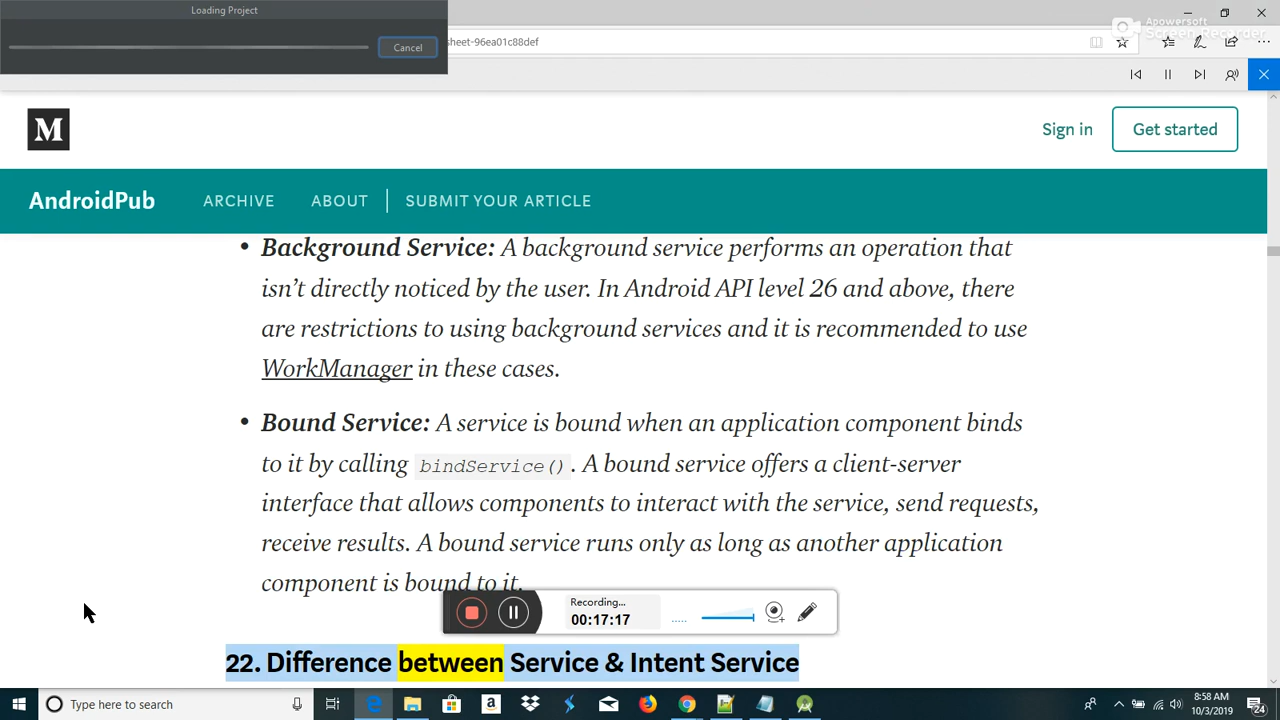 Loading Project
Cancel
sheet-96ea01c88def
Apowersoft
Screen Recorder
M
Sign in
Get started
AndroidPub
ARCHIVE
ABOUT
SUBMIT YOUR ARTICLE
• Background Service: A background service performs an operation that
isn’t directly noticed by the user. In Android API level 26 and above, there
are restrictions to using background services and it is recommended to use
WorkManager in these cases.
• Bound Service: A service is bound when an application component binds
to it by calling bindService(). A bound service offers a client-server
interface that allows components to interact with the service, send requests,
receive results. A bound service runs only as long as another application
component is bound to it.
Recording...
00:17:17
22. Difference between Service & Intent Service
Type here to search
8:58 AM
10/3/2019
24